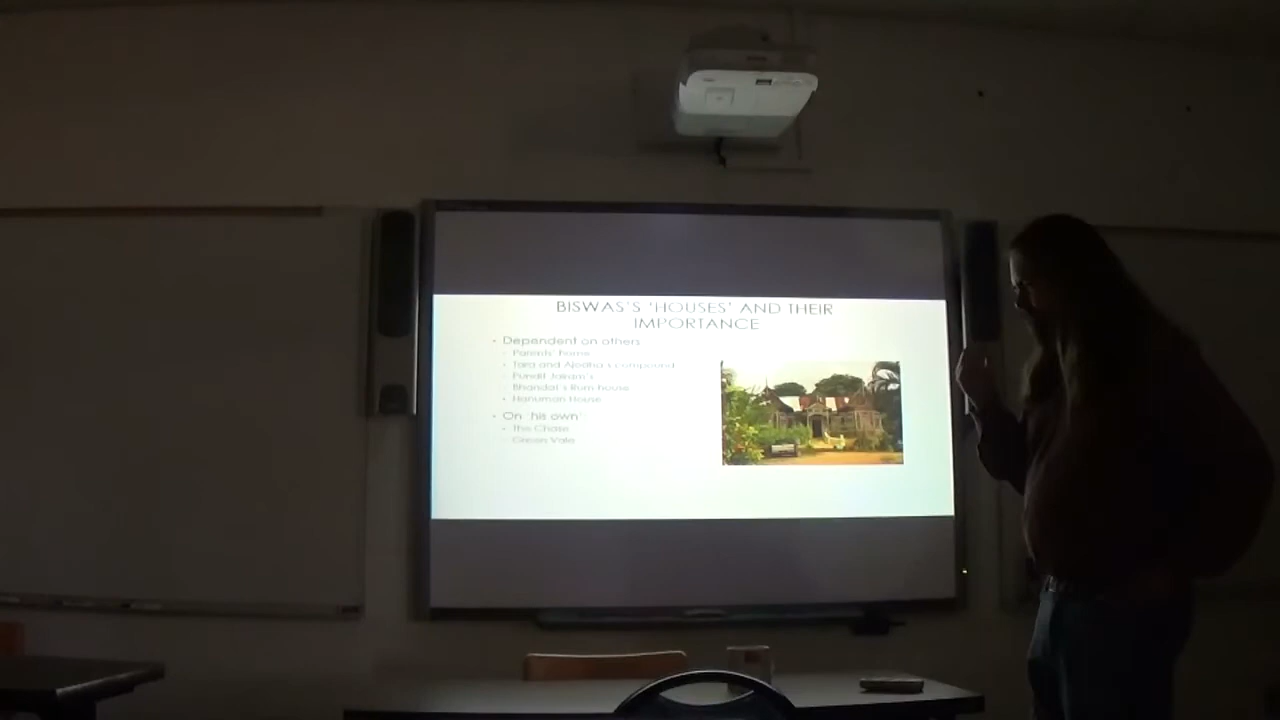 BISWAS'S 'HOUSES' AND THEIR
IMPORTANCE
Dependent on others
Parents' home
Tara and Ajodha's compound
Pundit Jairam's
Bhandat's Rum house
Hanuman House
On 'his own'
The Chase
Green Vale